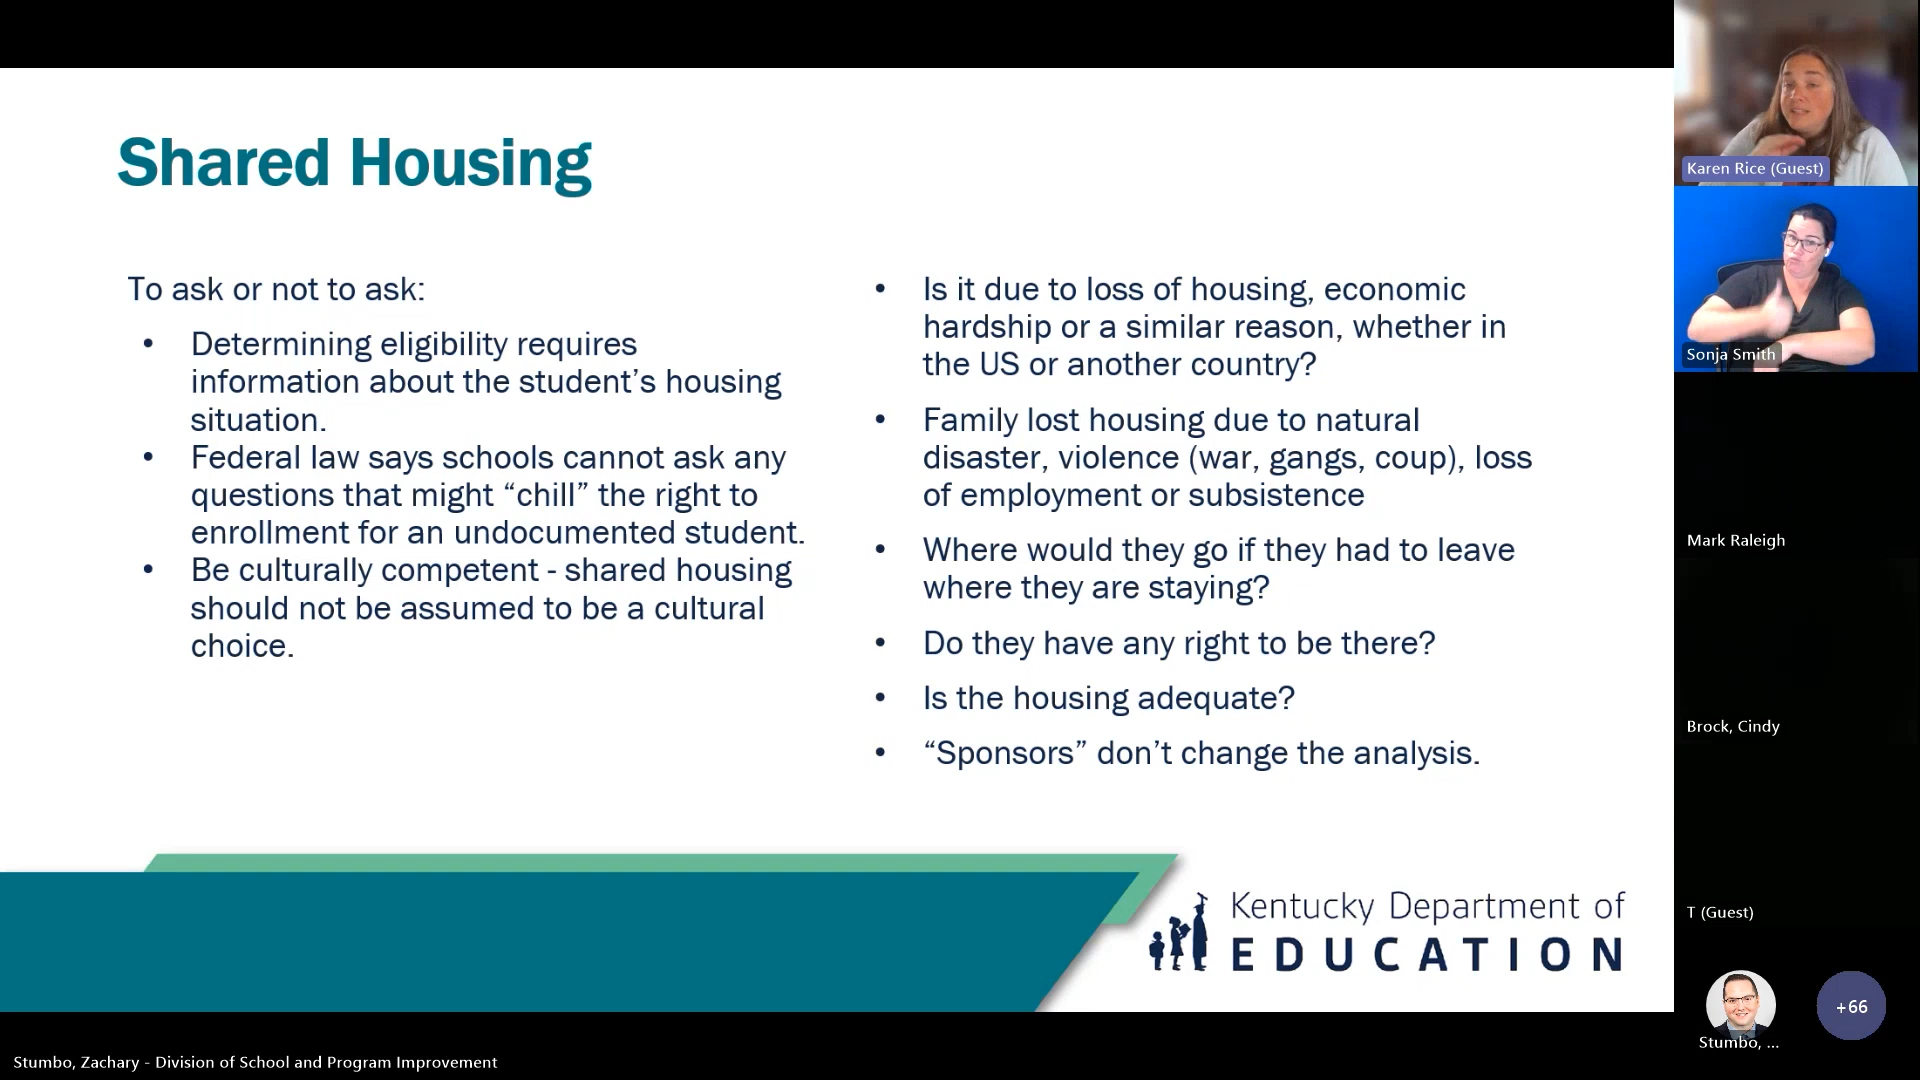 Shared Housing
To ask or not to ask:
• Determining eligibility requires
information about the student’s housing
situation.
• Federal law says schools cannot ask any
questions that might “chill” the right to
enrollment for an undocumented student.
• Be culturally competent - shared housing
should not be assumed to be a cultural
choice.
• Is it due to loss of housing, economic
hardship or a similar reason, whether in
the US or another country?
• Family lost housing due to natural
disaster, violence (war, gangs, coup), loss
of employment or subsistence
• Where would they go if they had to leave
where they are staying?
• Do they have any right to be there?
• Is the housing adequate?
• “Sponsors” don’t change the analysis.
Kentucky Department of
EDUCATION
Karen Rice (Guest)
Sonja Smith
Mark Raleigh
Brock, Cindy
T (Guest)
+66
Stumbo, ...
Stumbo, Zachary - Division of School and Program Improvement